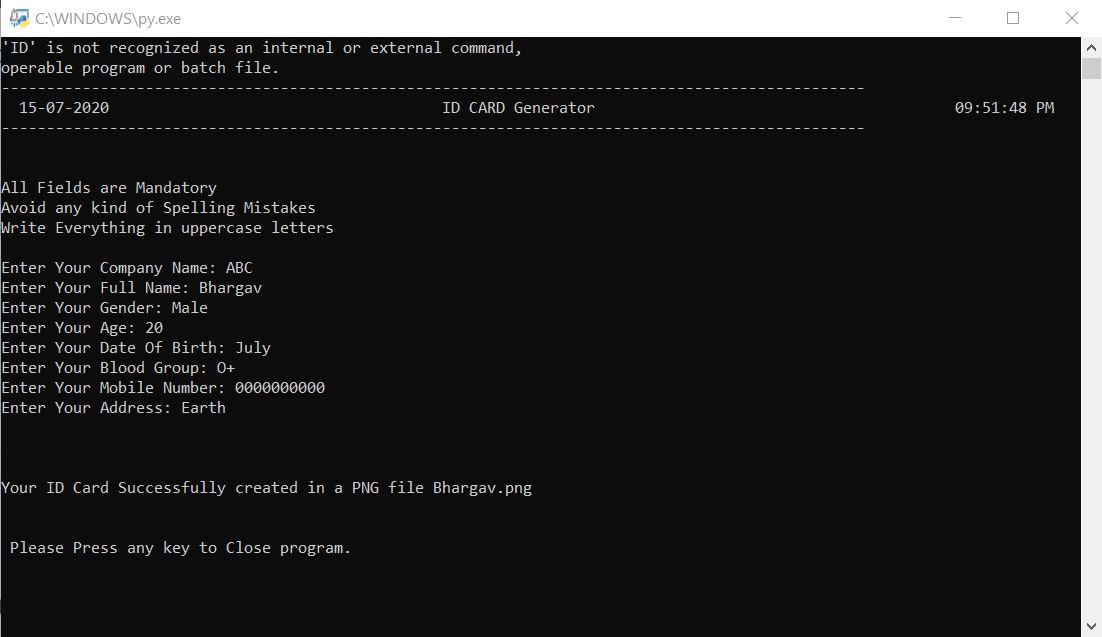 C:\WINDOWS\py.exe
'ID' is not recognized as an internal or external command,
operable program or batch file.
------------------------------------------------------------------------------------------------
15-07-2020 ID CARD Generator 09:51:48 PM
------------------------------------------------------------------------------------------------
All Fields are Mandatory
Avoid any kind of Spelling Mistakes
Write Everything in uppercase letters
Enter Your Company Name: ABC
Enter Your Full Name: Bhargav
Enter Your Gender: Male
Enter Your Age: 20
Enter Your Date Of Birth: July
Enter Your Blood Group: O+
Enter Your Mobile Number: 0000000000
Enter Your Address: Earth
Your ID Card Successfully created in a PNG file Bhargav.png
Please Press any key to Close program.